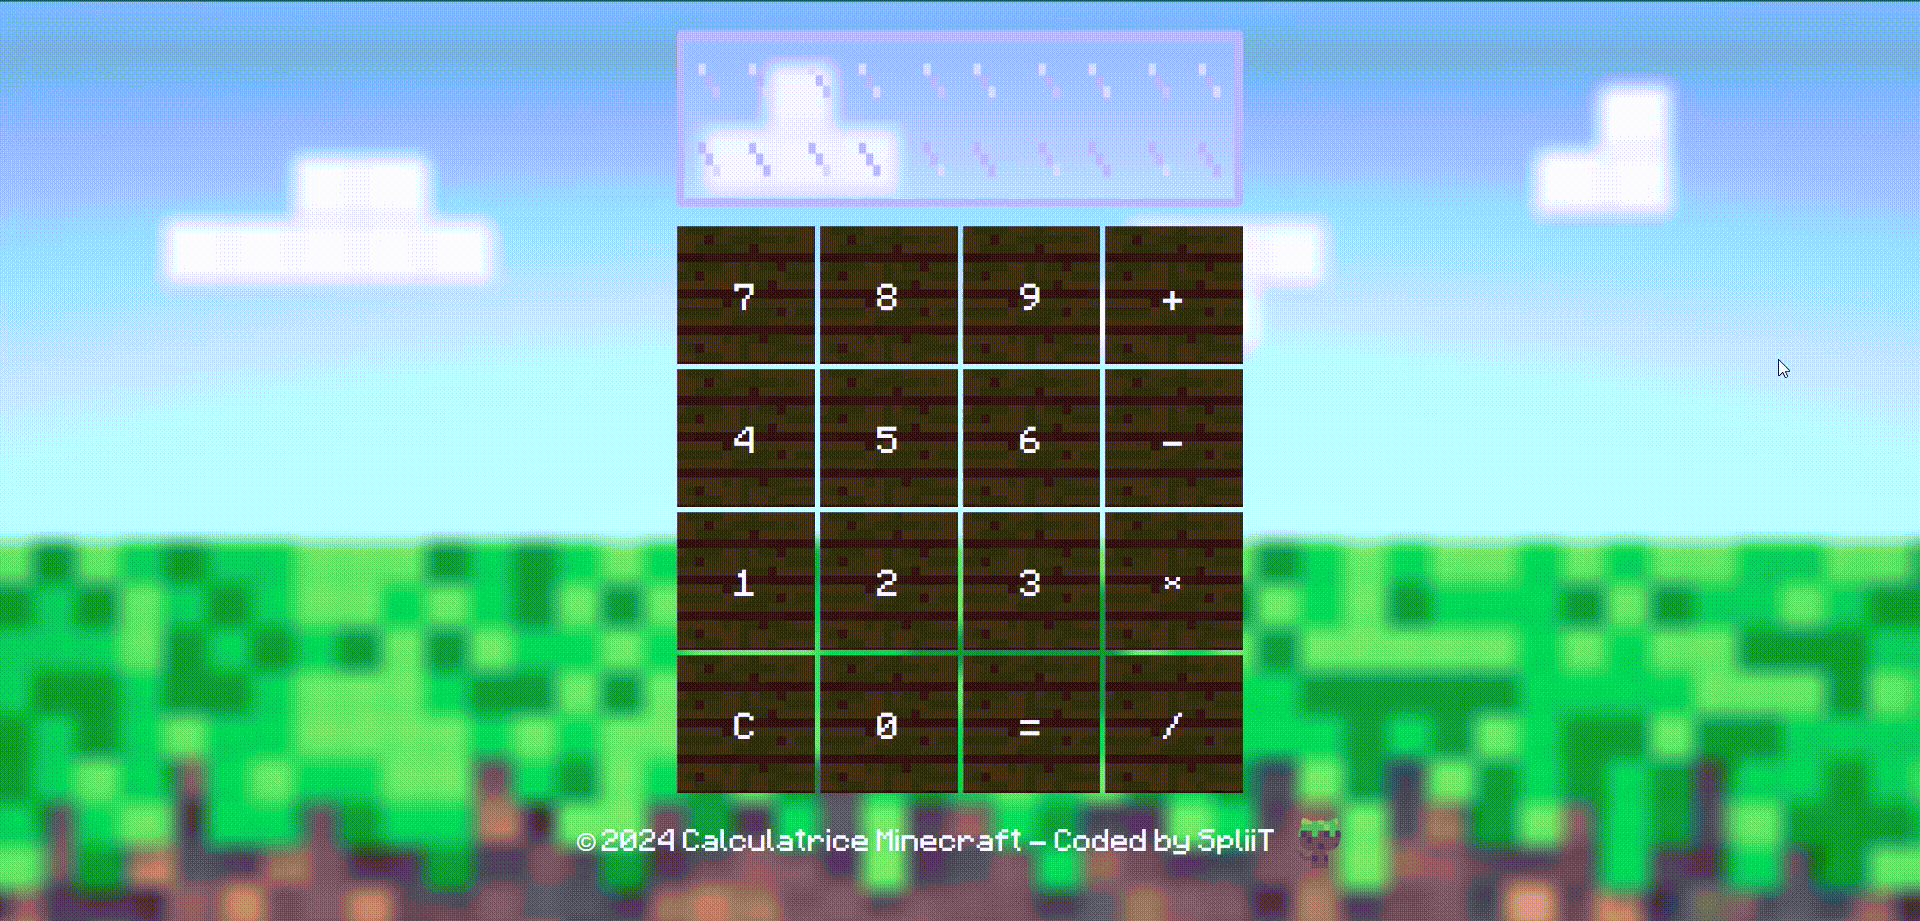 7 8 9 +
4 5 6 -
1 2 3 ×
C 0 = /
© 2024 Calculatrice Minecraft - Coded by SpliiT